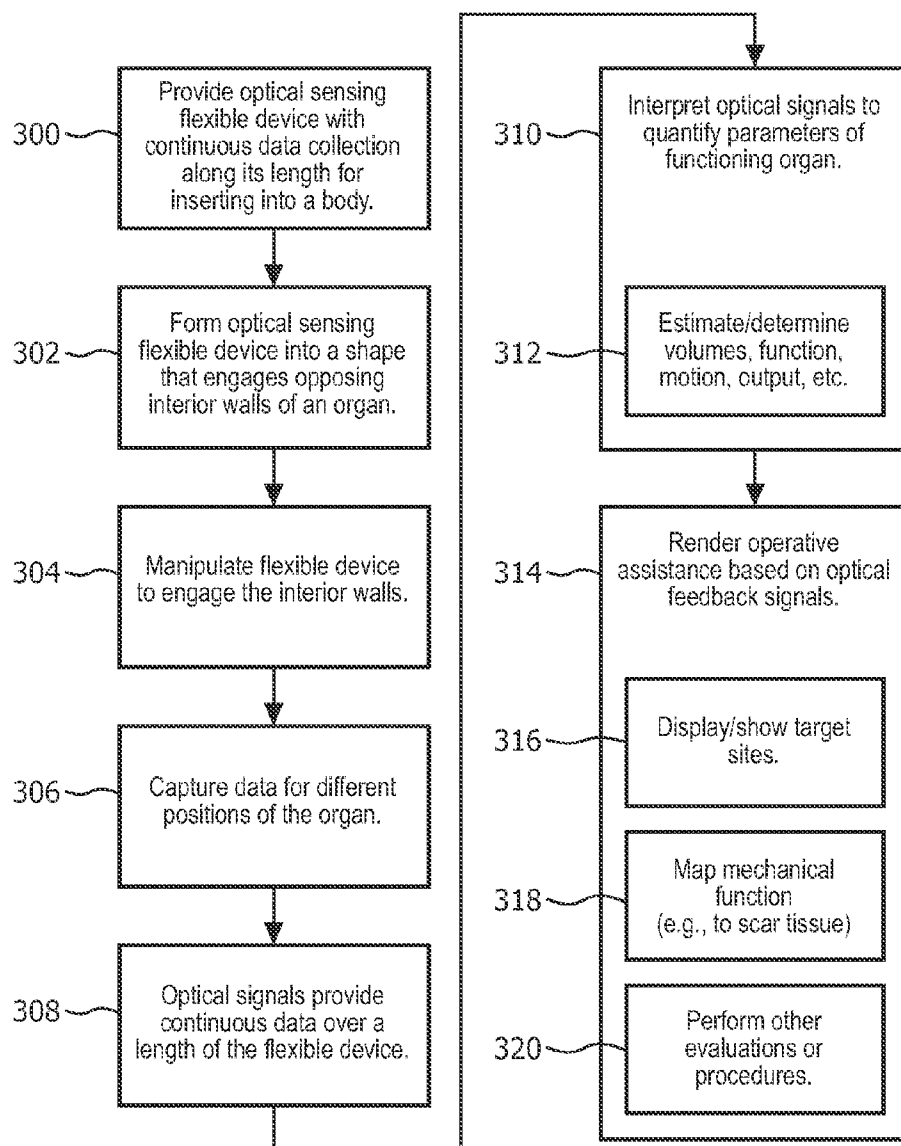 300
Provide optical sensing
flexible device with
continuous data collection
along its length for
inserting into a body.
302
Form optical sensing
flexible device into a shape
that engages opposing
interior walls of an organ.
304
Manipulate flexible device
to engage the interior walls.
306
Capture data for different
positions of the organ.
308
Optical signals provide
continuous data over a
length of the flexible device.
310
Interpret optical signals to
quantify parameters of
functioning organ.
312
Estimate/determine
volumes, function,
motion, output, etc.
314
Render operative
assistance based on optical
feedback signals.
316
Display/show target
sites.
318
Map mechanical
function
(e.g., to scar tissue)
320
Perform other
evaluations or
procedures.